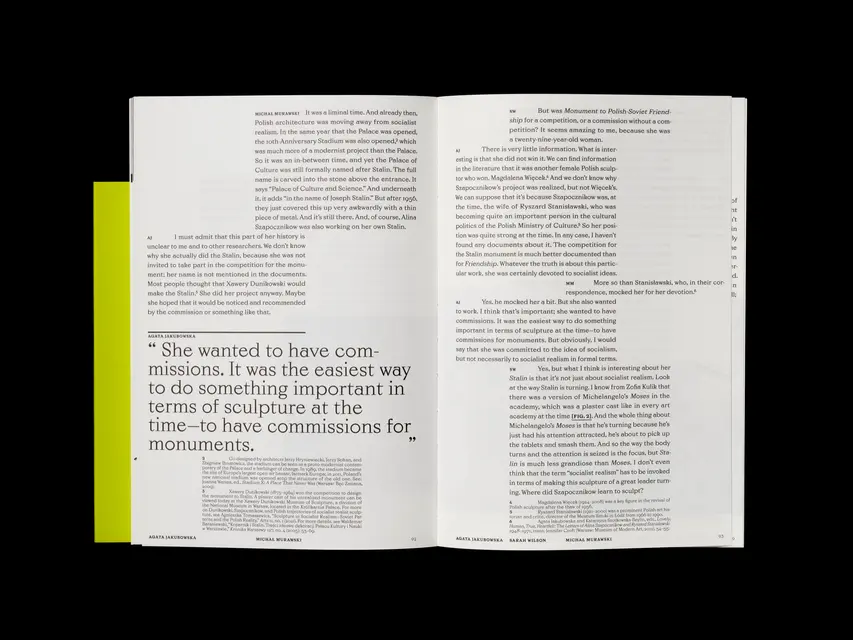 MICHAŁ MURAWSKI It was a liminal time. And already then,
Polish architecture was moving away from socialist
realism. In the same year that the Palace was opened,
the 10th-Anniversary Stadium was also opened,³ which
was much more of a modernist project than the Palace.
So it was an in-between time, and yet the Palace of
Culture was still formally named after Stalin. The full
name is carved into the stone above the entrance. It
says “Palace of Culture and Science.” And underneath
it, it adds “in the name of Joseph Stalin.” But after 1956,
they just covered this up very awkwardly with a thin
piece of metal. And it's still there. And, of course, Alina
Szapocznikow was also working on her own Stalin.
AJ I must admit that this part of her history is
unclear to me and to other researchers. We don't know
why she actually did the Stalin, because she was not
invited to take part in the competition for the monu-
ment; her name is not mentioned in the documents.
Most people thought that Xawery Dunikowski would
make the Stalin. She did her project anyway. Maybe
she hoped that it would be noticed and recommended
by the commission or something like that.
AGATA JAKUBOWSKA
“ She wanted to have com-
missions. It was the easiest way
to do something important in
terms of sculpture at the
time—to have commissions for
monuments. ”
AGATA JAKUBOWSKA MICHAŁ MURAWSKI
SW But was Monument to Polish-Soviet Friend-
ship for a competition, or a commission without a com-
petition? It seems amazing to me, because she was
a twenty-nine-year-old woman.
AJ There is very little information. What is inter-
esting is that she did not win it. We can find information
in the literature that it was another female Polish sculp-
tor who won, Magdalena Więcek. And we don't know why
Szapocznikow's project was realized, but not Więcek's.
We can suppose that it's because Szapocznikow was, at
the time, the wife of Ryszard Stanisławski, who was
becoming quite an important person in the cultural
politics of the Polish Ministry of Culture. So her posi-
tion was quite strong at the time. In any case, I haven't
found any documents about it. The competition for
the Stalin monument is much better documented than
for Friendship. Whatever the truth is about this partic-
ular work, she was certainly devoted to socialist ideas.
MM More so than Stanisławski, who, in their cor-
respondence, mocked her for her devotion.
AJ Yes, he mocked her a bit. But she also wanted
to work. I think that's important; she wanted to have
commissions. It was the easiest way to do something
important in terms of sculpture at the time—to have
commissions for monuments. But obviously, I would
say that she was committed to the idea of socialism,
but not necessarily to socialist realism in formal terms.
SW Yes, but what I think is interesting about her
Stalin is that it's not just about socialist realism. Look
at the way Stalin is turning. I know from Zofia Kulik that
there was a version of Michelangelo's Moses in the
academy, which was a plaster cast like in every art
academy at the time [FIG. 2]. And the whole thing about
Michelangelo's Moses is that he's turning because he's
just had his attention attracted, he's about to pick up
the tablets and smash them. And so the way the body
turns and the attention is seized is the focus, but Sta-
lin is much less grandiose than Moses. I don't even
think that the term “socialist realism” has to be invoked
in terms of making this sculpture of a great leader turn-
ing. Where did Szapocznikow learn to sculpt?
AGATA JAKUBOWSKA SARAH WILSON MICHAŁ MURAWSKI